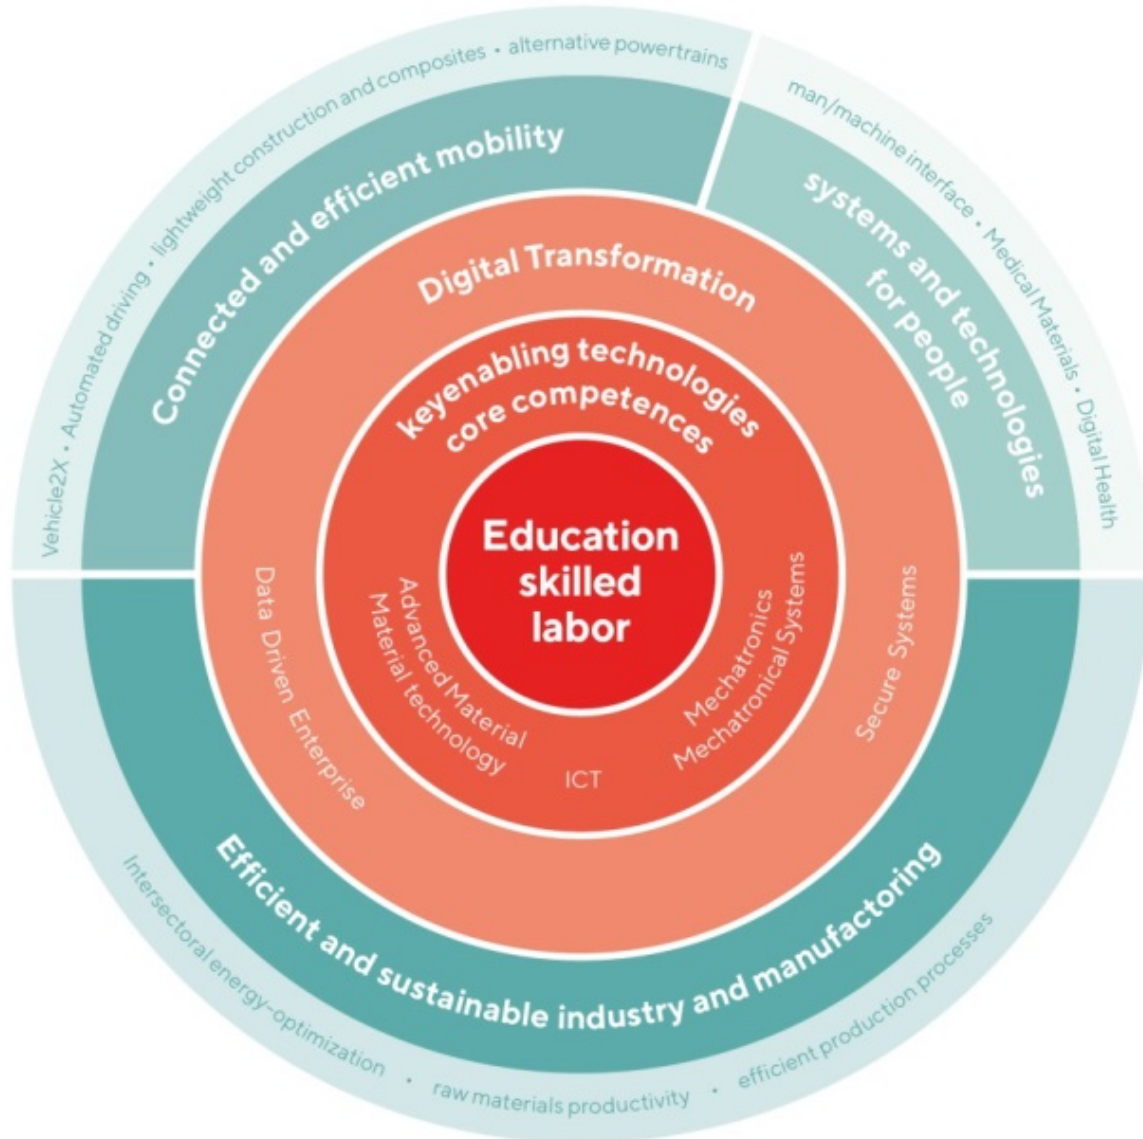 Vehicle2X • Automated driving • lightweight construction and composites • alternative powertrains
man/machine interface • Medical Materials • Digital Health
Connected and efficient mobility
systems and technologies
for people
Digital Transformation
keyenabling technologies
core competences
Education
skilled
labor
Data Driven Enterprise
Advanced Material
Material technology
ICT
Mechatronics
Mechatronical Systems
Secure Systems
Efficient and sustainable industry and manufactoring
Intersectoral energy-optimization • raw materials productivity • efficient production processes